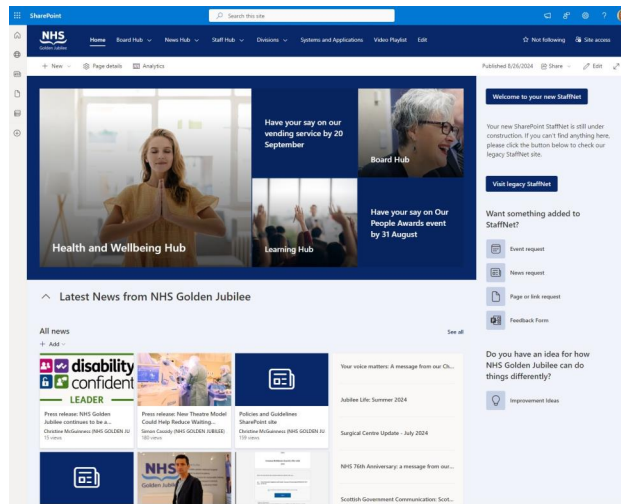 SharePoint
Search this site
NHS
Golden Jubilee
Home
Board Hub
News Hub
Staff Hub
Divisions
Systems and Applications
Video Playlist
Edit
Not following
Site access
+ New
Page details
Analytics
Published 8/26/2024
Share
Edit
Health and Wellbeing Hub
Have your say on our
vending service by 20
September
Board Hub
Learning Hub
Have your say on Our
People Awards event
by 31 August
Welcome to your new StaffNet
Your new SharePoint StaffNet is still under
construction. If you can't find anything here,
please click the button below to check our
legacy StaffNet site.
Visit legacy StaffNet
Want something added to
StaffNet?
Event request
News request
Page or link request
Feedback Form
Do you have an idea for how
NHS Golden Jubilee can do
things differently?
Improvement Ideas
Latest News from NHS Golden Jubilee
All news
See all
+ Add
disability
confident
LEADER
Press release: NHS Golden
Jubilee continues to be a...
Christine McGuinness (NHS GOLDEN JU
15 views
Press release: New Theatre Model
Could Help Reduce Waiting...
Simon Cassidy (NHS GOLDEN JUBILEE)
180 views
Policies and Guidelines
SharePoint site
Christine McGuinness (NHS GOLDEN JU
159 views
Your voice matters: A message from our Ch...
Jubilee Life: Summer 2024
Surgical Centre Update - July 2024
NHS 76th Anniversary: a message from our...
Scottish Government Communication: Scot...
NHS
Golden Jubilee